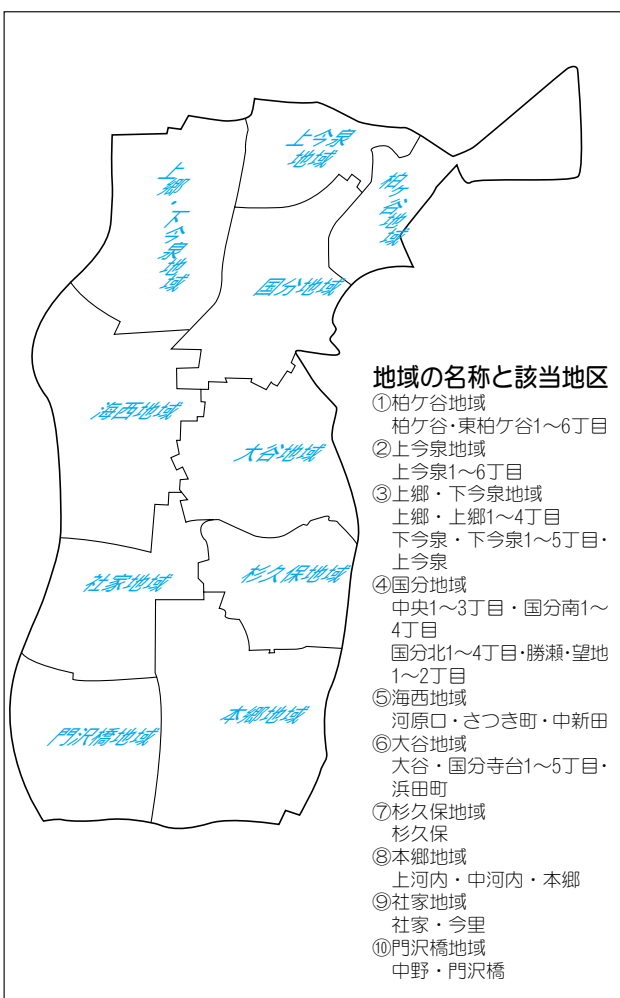 上今泉
地域
柏ケ谷地域
上郷・下今泉地域
国分地域
海西地域
大谷地域
杉久保地域
社家地域
本郷地域
門沢橋地域
地域の名称と該当地区
①柏ケ谷地域
柏ケ谷・東柏ケ谷1～6丁目
②上今泉地域
上今泉1～6丁目
③上郷・下今泉地域
上郷・上郷1～4丁目
下今泉・下今泉1～5丁目・
上今泉
④国分地域
中央1～3丁目・国分南1～
4丁目
国分北1～4丁目・勝瀬・望地
1～2丁目
⑤海西地域
河原口・さつき町・中新田
⑥大谷地域
大谷・国分寺台1～5丁目・
浜田町
⑦杉久保地域
杉久保
⑧本郷地域
上河内・中河内・本郷
⑨社家地域
社家・今里
⑩門沢橋地域
中野・門沢橋